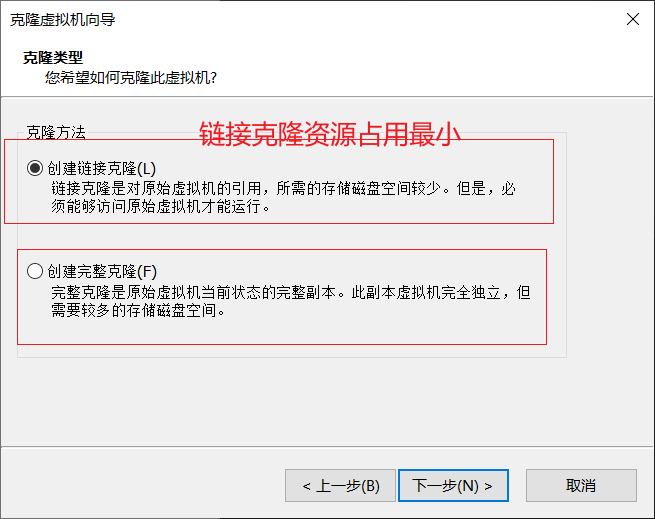 克隆虚拟机向导
克隆类型
您希望如何克隆此虚拟机?
克隆方法
链接克隆资源占用最小
创建链接克隆(L)
链接克隆是对原始虚拟机的引用，所需的存储磁盘空间较少。但是，必
须能够访问原始虚拟机才能运行。
创建完整克隆(F)
完整克隆是原始虚拟机当前状态的完整副本。此副本虚拟机完全独立，但
需要较多的存储磁盘空间。
< 上一步(B)
下一步(N) >
取消